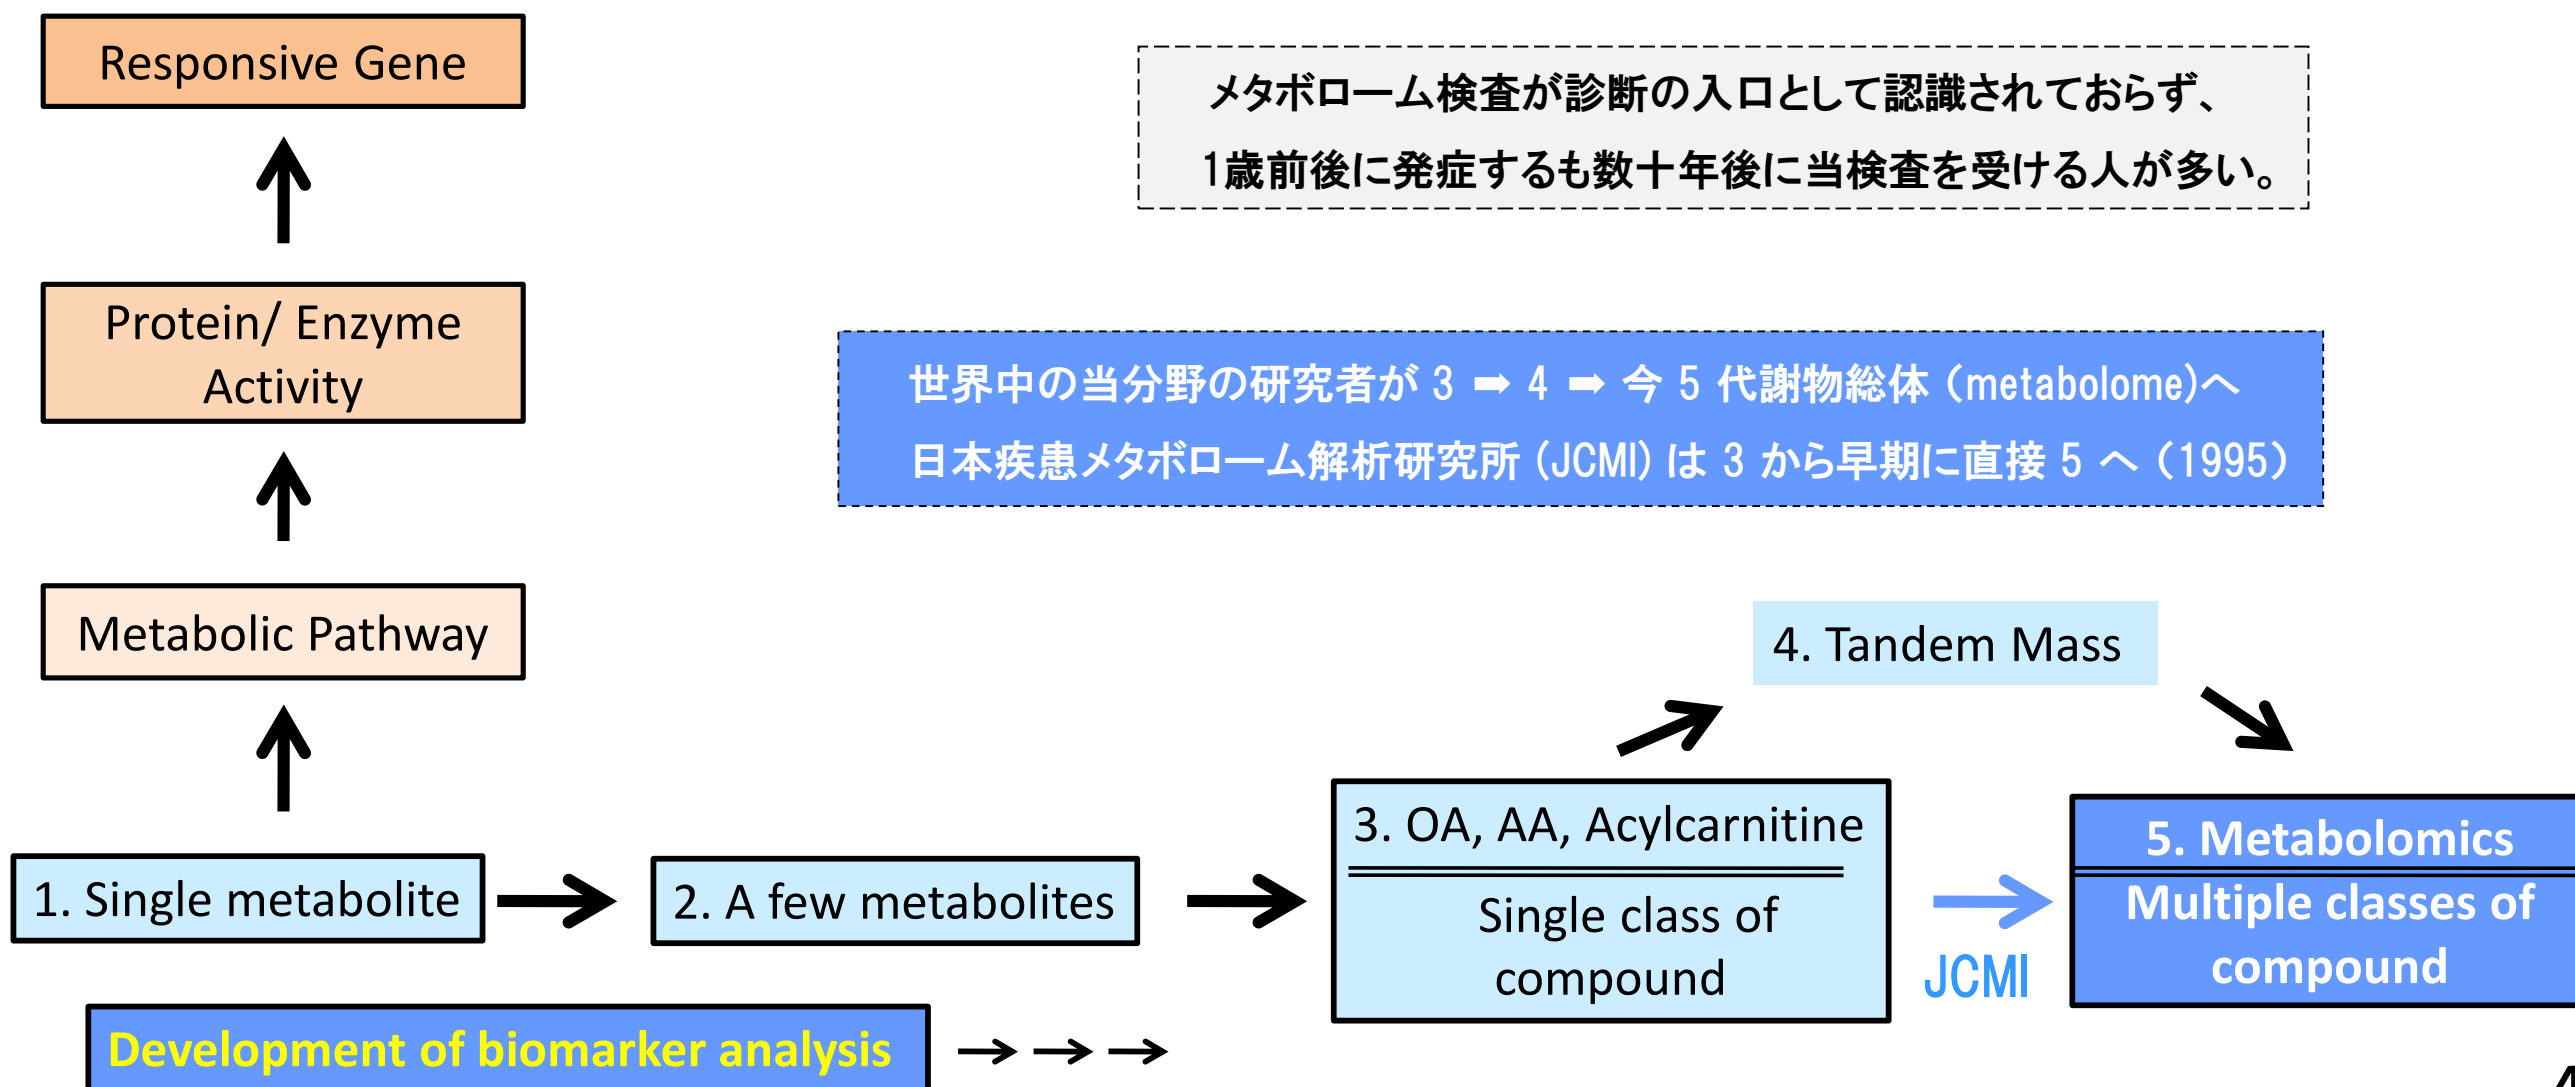 Responsive Gene
メタボローム検査が診断の入口として認識されておらず、
1歳前後に発症するも数十年後に当検査を受ける人が多い。
Protein/ Enzyme
Activity
世界中の当分野の研究者が 3 ➡ 4 ➡ 今 5 代謝物総体（metabolome)へ
日本疾患メタボローム解析研究所（JCMI）は 3 から早期に直接 5 へ（1995）
Metabolic Pathway
4. Tandem Mass
1. Single metabolite
2. A few metabolites
3. OA, AA, Acylcarnitine
Single class of
compound
JCMI
5. Metabolomics
Multiple classes of
compound
Development of biomarker analysis